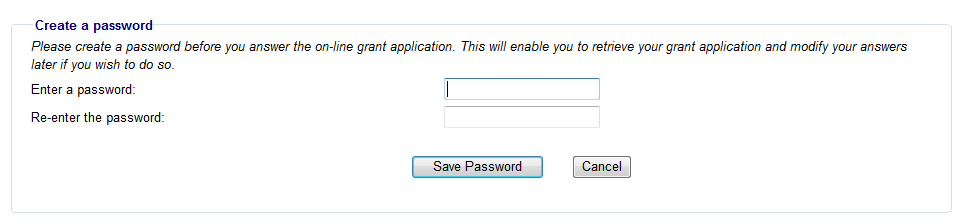 Create a password
Please create a password before you answer the on-line grant application. This will enable you to retrieve your grant application and modify your answers
later if you wish to do so.
Enter a password:
Re-enter the password:
Save Password Cancel